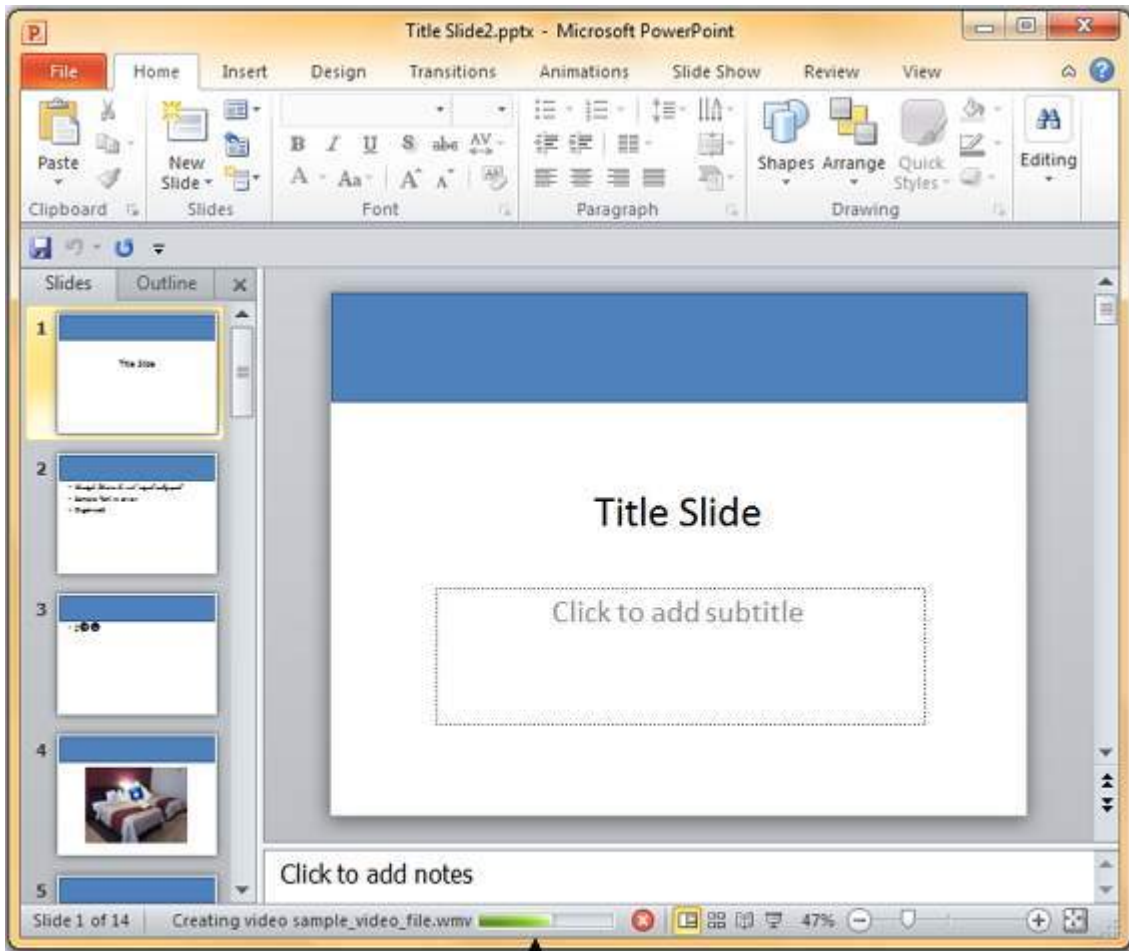 Title Slide2.pptx - Microsoft PowerPoint
File Home Insert Design Transitions Animations Slide Show Review View
Paste
New
Slide
Shapes Arrange Quick
Styles
Editing
Clipboard Slides Font Paragraph Drawing
Slides Outline
1
Title Slide
2
3
4
5
Title Slide
Click to add subtitle
Click to add notes
Slide 1 of 14 Creating video sample_video_file.wmv 47%